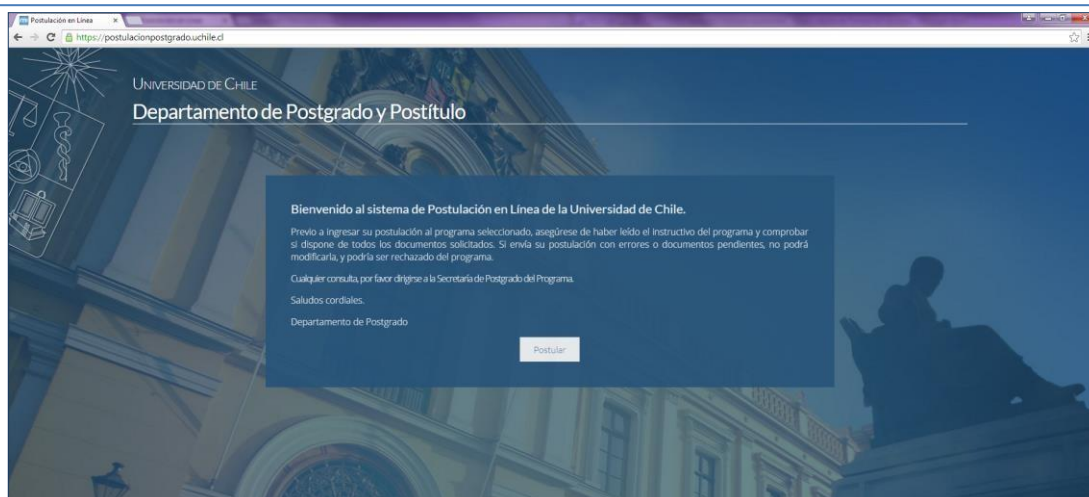 Postulación en Línea
https://postulacionpostgrado.uchile.cl
UNIVERSIDAD DE CHILE
Departamento de Postgrado y Postítulo
Bienvenido al sistema de Postulación en Línea de la Universidad de Chile.
Previo a ingresar su postulación al programa seleccionado, asegúrese de haber leído el instructivo del programa y comprobar
si dispone de todos los documentos solicitados. Si envía su postulación con errores o documentos pendientes, no podrá
modificarla, y podría ser rechazado del programa.
Cualquier consulta, por favor dirigirse a la Secretaría de Postgrado del Programa.
Saludos cordiales.
Departamento de Postgrado
Postular